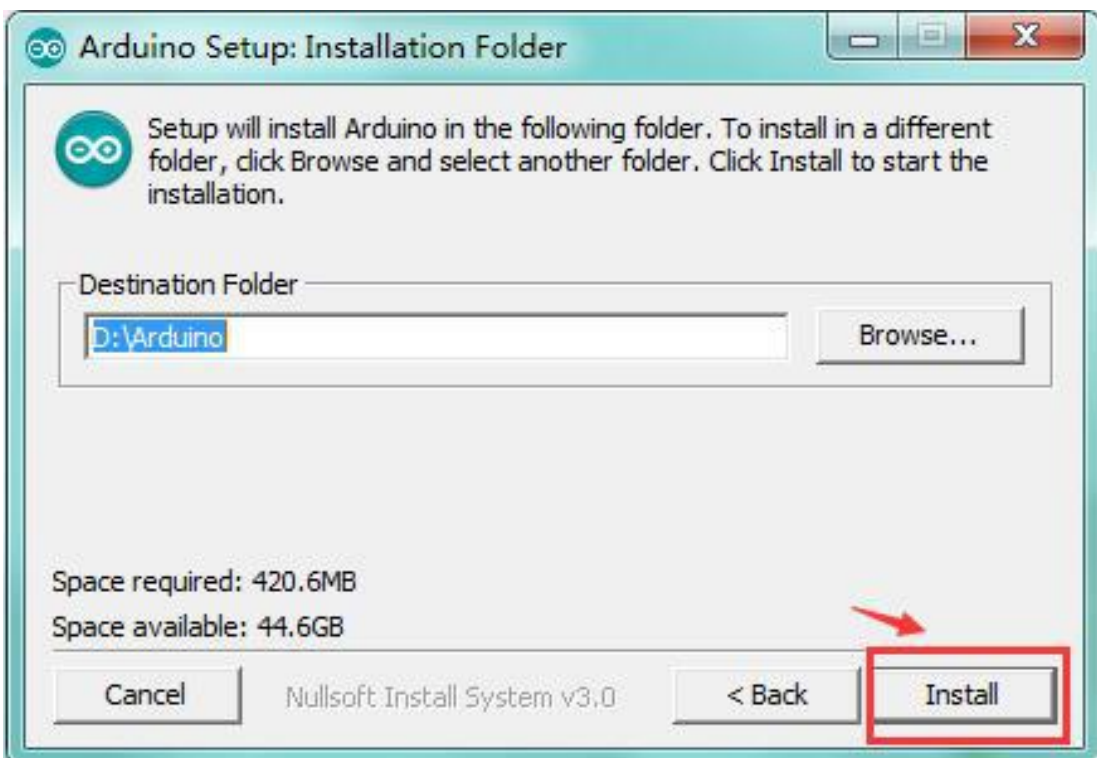 Arduino Setup: Installation Folder
Setup will install Arduino in the following folder. To install in a different
folder, click Browse and select another folder. Click Install to start the
installation.
Destination Folder
D:\Arduino
Browse...
Space required: 420.6MB
Space available: 44.6GB
Cancel
Nullsoft Install System v3.0
< Back
Install